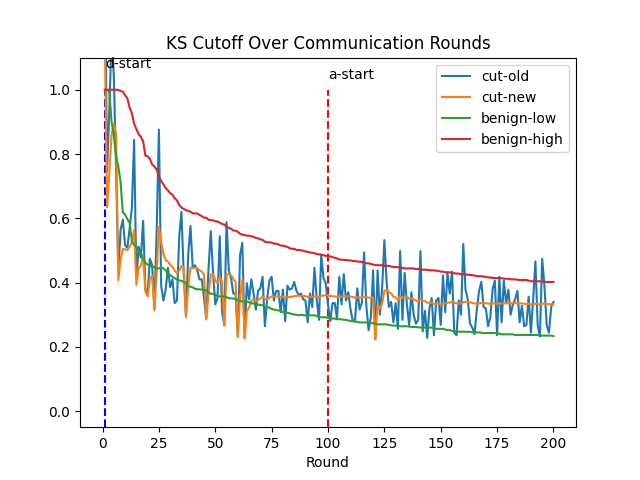 KS Cutoff Over Communication Rounds
d-start
a-start
cut-old
cut-new
benign-low
benign-high
1.0
0.8
0.6
0.4
0.2
0.0
0
25
50
75
100
125
150
175
200
Round